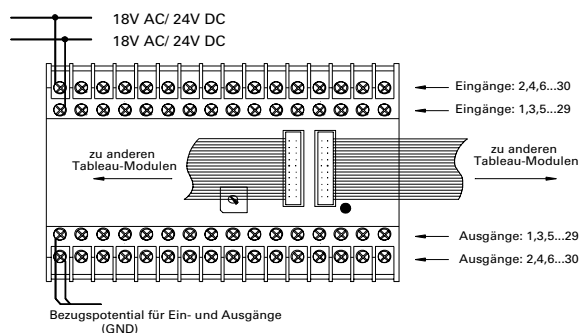 18V AC/ 24V DC
18V AC/ 24V DC
Eingänge: 2,4,6...30
Eingänge: 1,3,5...29
zu anderen
Tableau-Modulen
zu anderen
Tableau-Modulen
Ausgänge: 1,3,5...29
Ausgänge: 2,4,6...30
Bezugspotential für Ein- und Ausgänge
(GND)